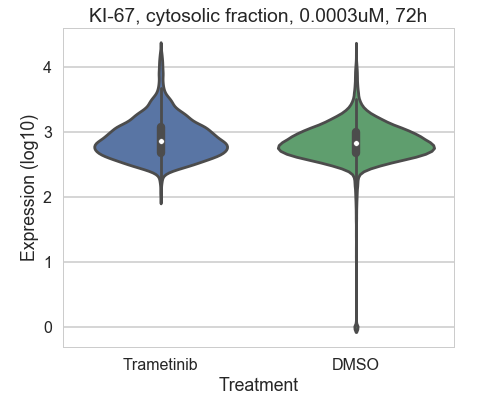 KI-67, cytosolic fraction, 0.0003uM, 72h
Expression (log10)
4
3
2
1
0
Trametinib
DMSO
Treatment